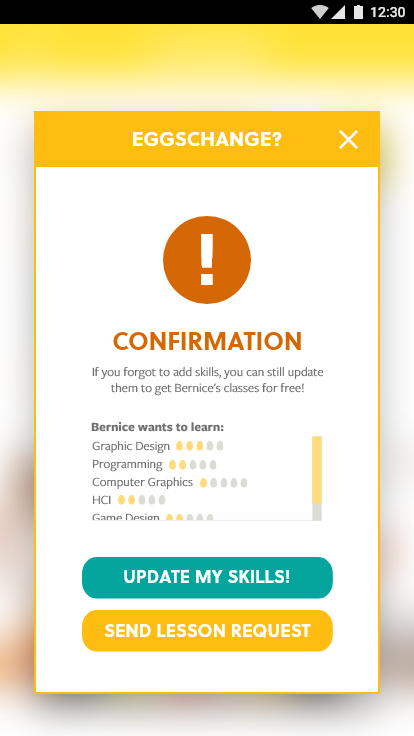 12:30
EGGSCHANGE?
!
CONFIRMATION
If you forgot to add skills, you can still update
them to get Bernice's classes for free!
Bernice wants to learn:
Graphic Design
Programming
Computer Graphics
HCI
Game Design
UPDATE MY SKILLS!
SEND LESSON REQUEST